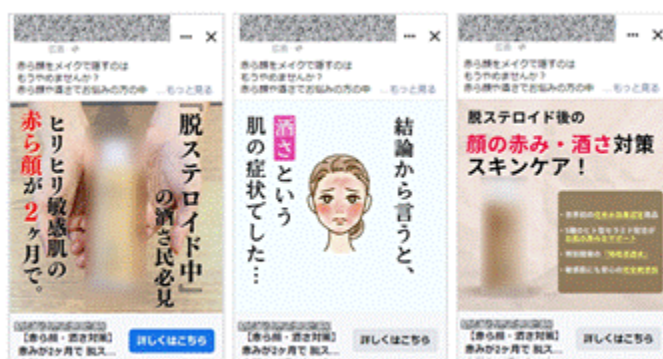 広告
赤ら顔をメイクで隠すのは
もうやめませんか？
赤ら顔や酒さでお悩みの方の中 ...もっと見る
『脱ステロイド中』
の酒さ民必見
ヒリヒリ敏感肌の
赤ら顔が2ヶ月で。
【赤ら顔・酒さ対策】
赤みが2ヶ月で 脱ス...
詳しくはこちら
広告
赤ら顔をメイクで隠すのは
もうやめませんか？
赤ら顔や酒さでお悩みの方の中 ...もっと見る
結論から言うと、
酒さという
肌の症状でした…
【赤ら顔・酒さ対策】
赤みが2ヶ月で 脱ス...
詳しくはこちら
広告
赤ら顔をメイクで隠すのは
もうやめませんか？
赤ら顔や酒さでお悩みの方の中 ...もっと見る
脱ステロイド後の
顔の赤み・酒さ対策
スキンケア！
【赤ら顔・酒さ対策】
赤みが2ヶ月で 脱ス...
詳しくはこちら